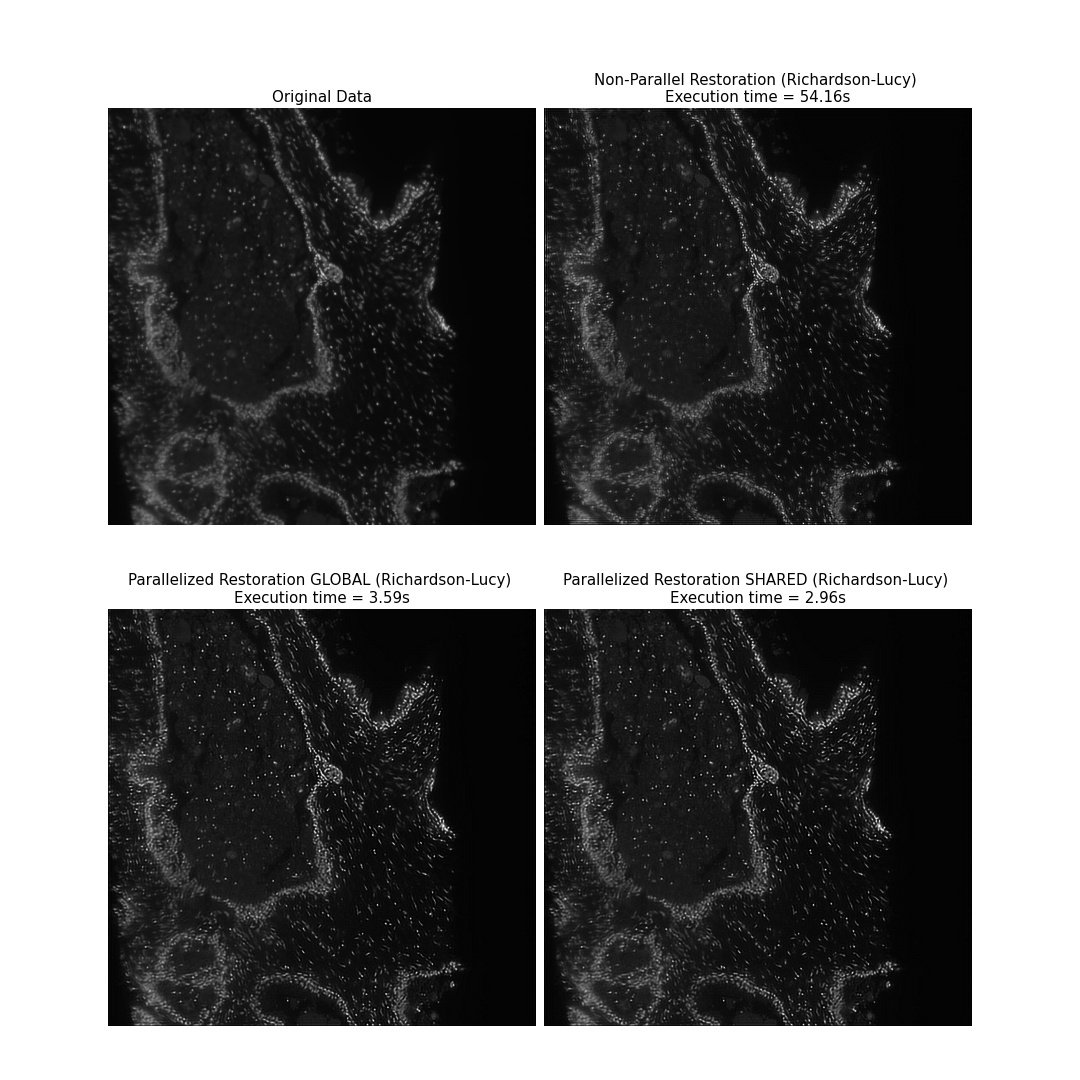 Original Data
Non-Parallel Restoration (Richardson-Lucy)
Execution time = 54.16s
Parallelized Restoration GLOBAL (Richardson-Lucy)
Execution time = 3.59s
Parallelized Restoration SHARED (Richardson-Lucy)
Execution time = 2.96s